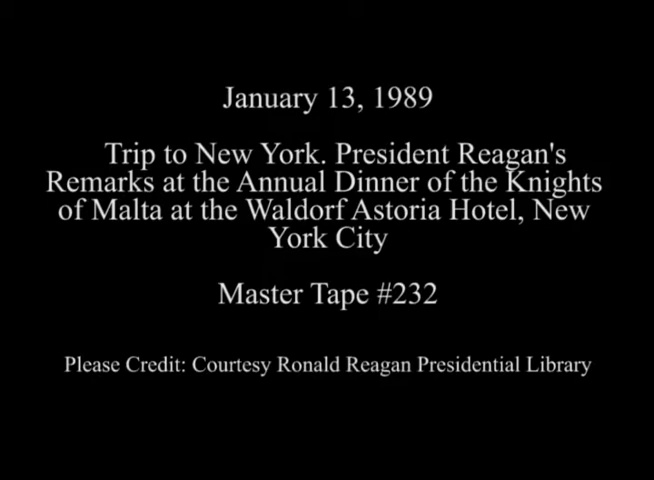 January 13, 1989
Trip to New York. President Reagan's
Remarks at the Annual Dinner of the Knights
of Malta at the Waldorf Astoria Hotel, New
York City
Master Tape #232
Please Credit: Courtesy Ronald Reagan Presidential Library